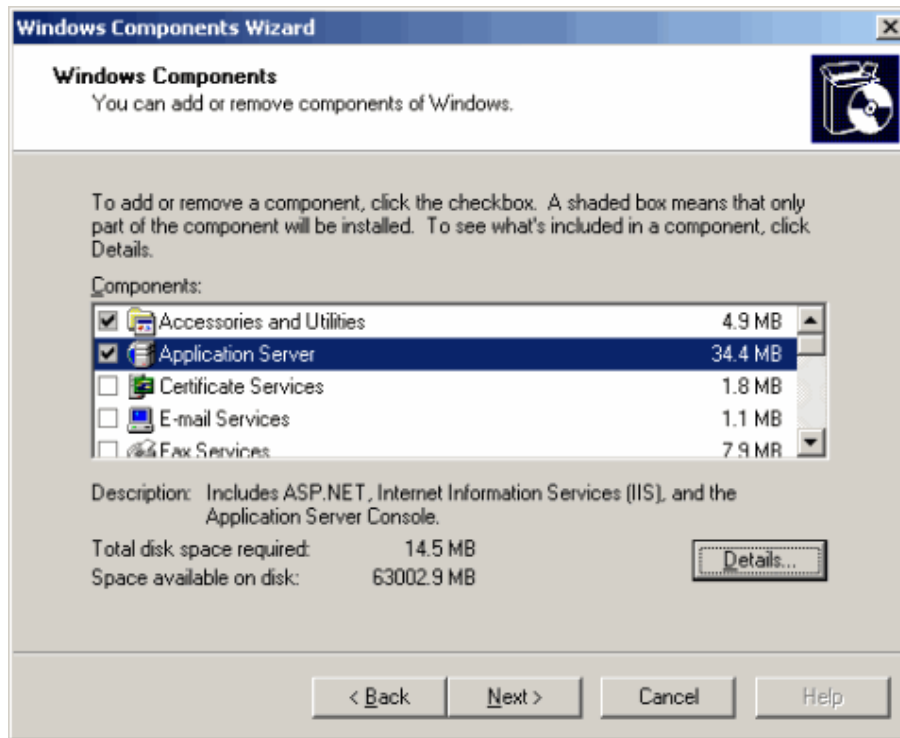 Windows Components Wizard
Windows Components
You can add or remove components of Windows.
To add or remove a component, click the checkbox. A shaded box means that only
part of the component will be installed. To see what's included in a component, click
Details.
Components:
Accessories and Utilities 4.9 MB
Application Server 34.4 MB
Certificate Services 1.8 MB
E-mail Services 1.1 MB
Fax Services 7.9 MB
Description: Includes ASP.NET, Internet Information Services (IIS), and the
Application Server Console.
Total disk space required: 14.5 MB
Space available on disk: 63002.9 MB
Details...
< Back Next > Cancel Help